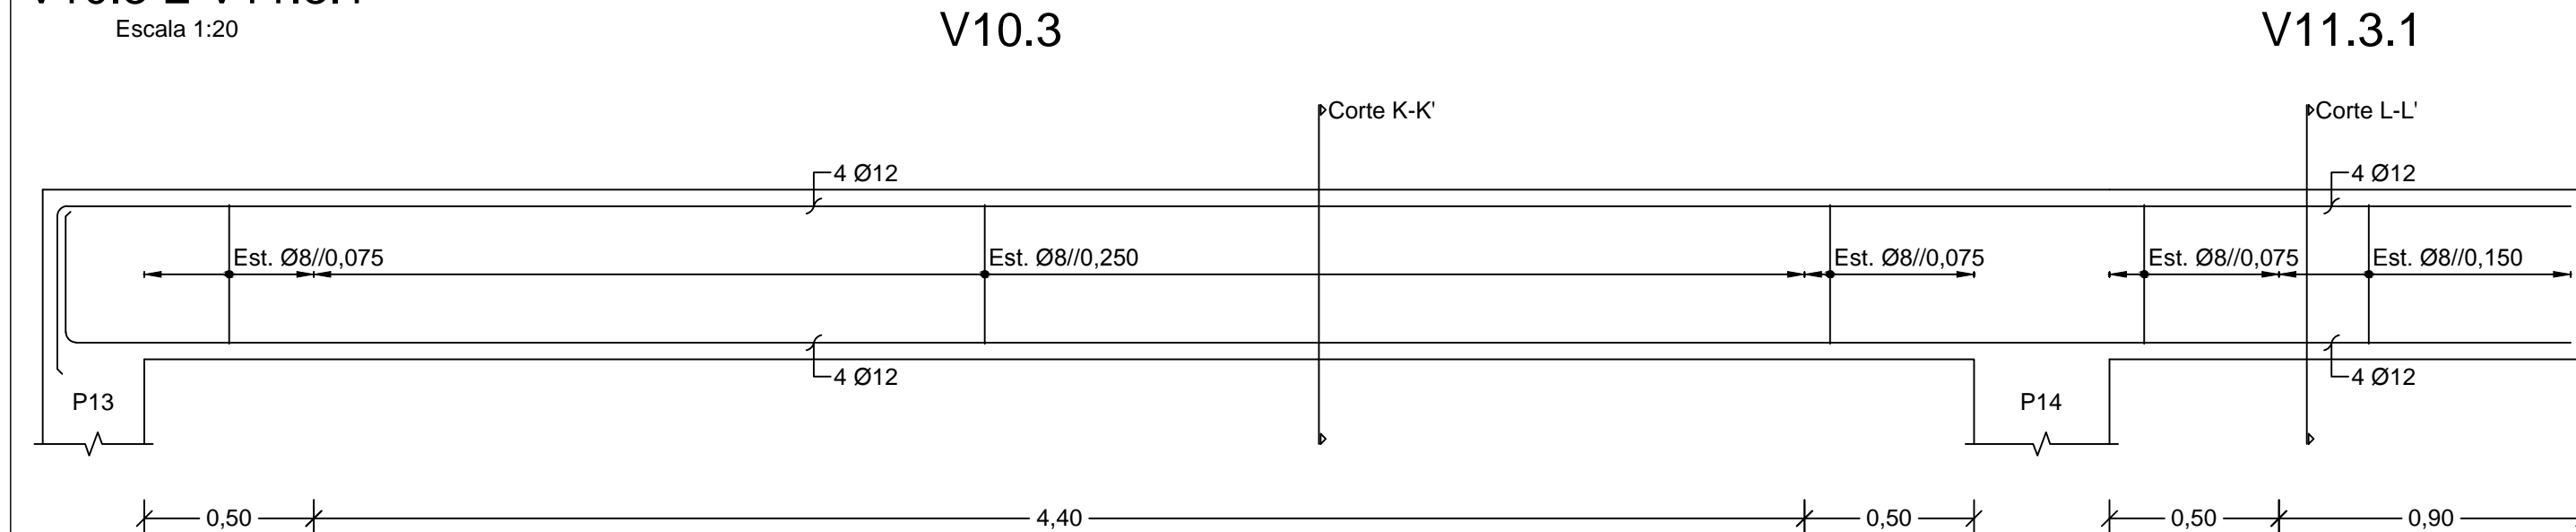 Escala 1:20
V10.3
V11.3.1
Corte K-K'
Corte L-L'
4 Ø12
4 Ø12
Est. Ø8//0,075
Est. Ø8//0,250
Est. Ø8//0,075
Est. Ø8//0,075
Est. Ø8//0,150
4 Ø12
4 Ø12
P13
P14
0,50
4,40
0,50
0,50
0,90